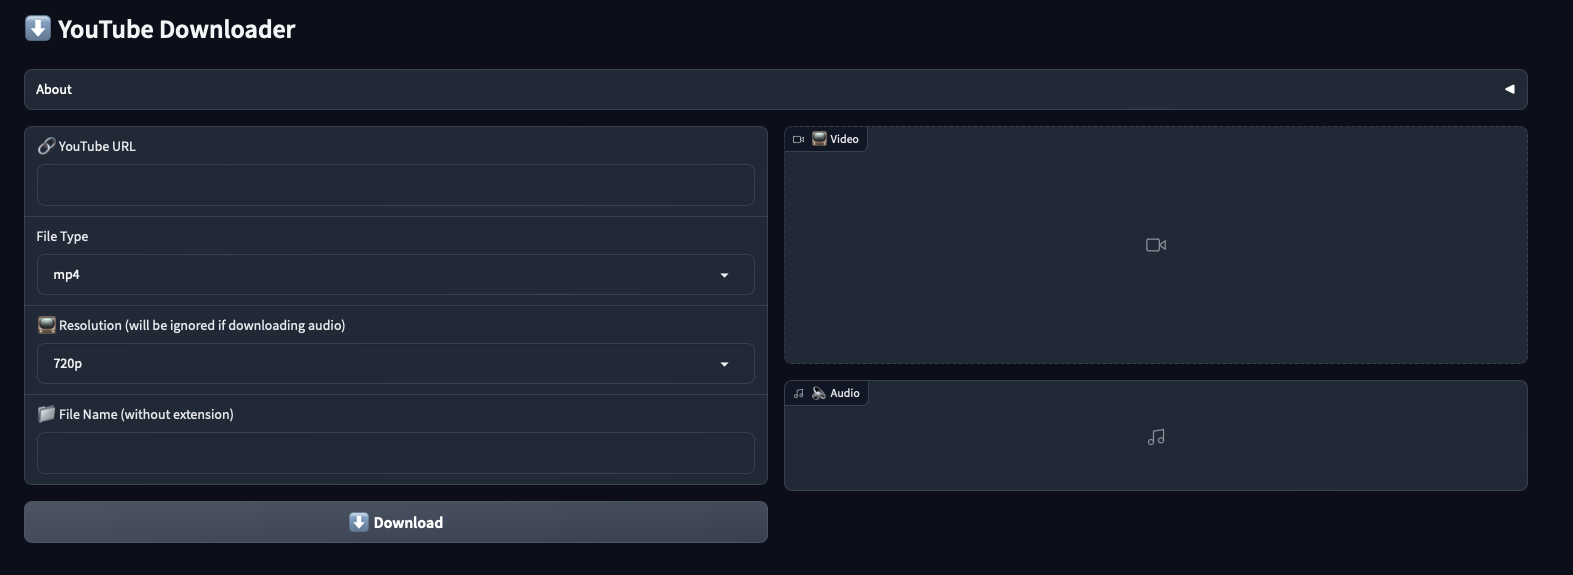 YouTube Downloader
About
YouTube URL
File Type
mp4
Resolution (will be ignored if downloading audio)
720p
File Name (without extension)
Download
Video
Audio